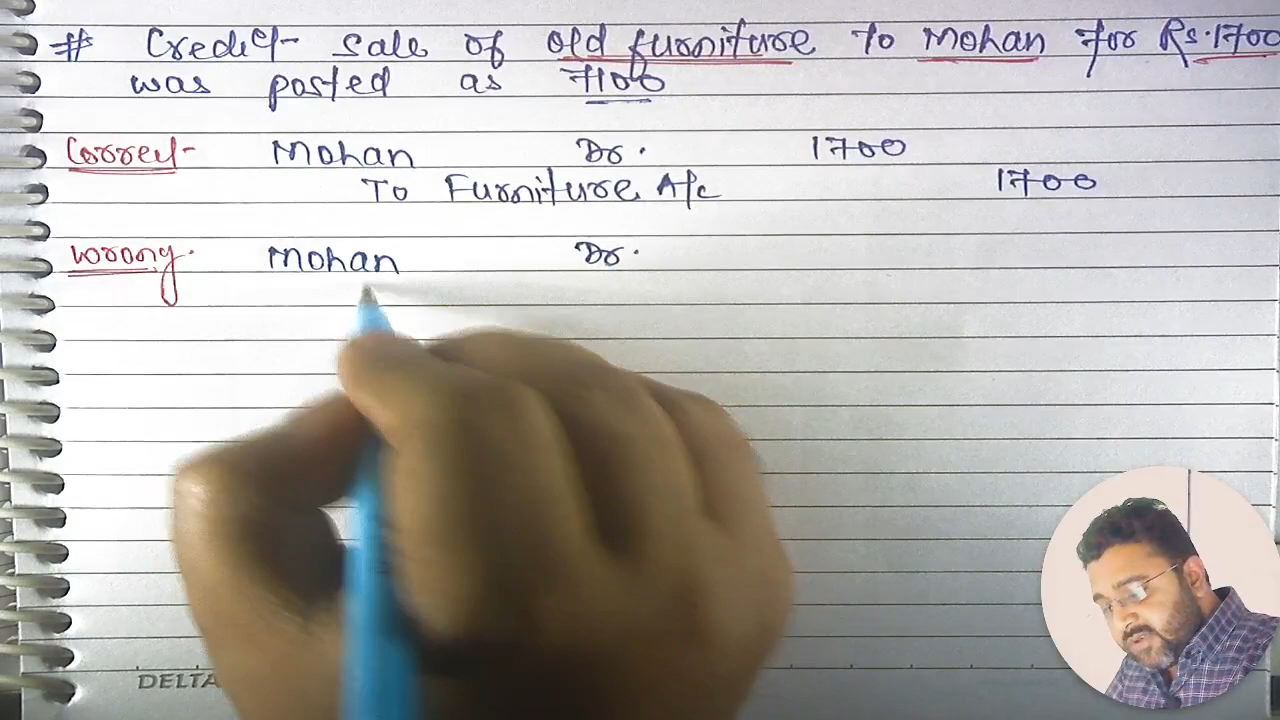 # Credit sale of old furniture to Mohan for Rs.1700
was posted as 7100
Correct Mohan Dr. 1700
To Furniture A/c 1700
Wrong. Mohan Dr.
DELTA